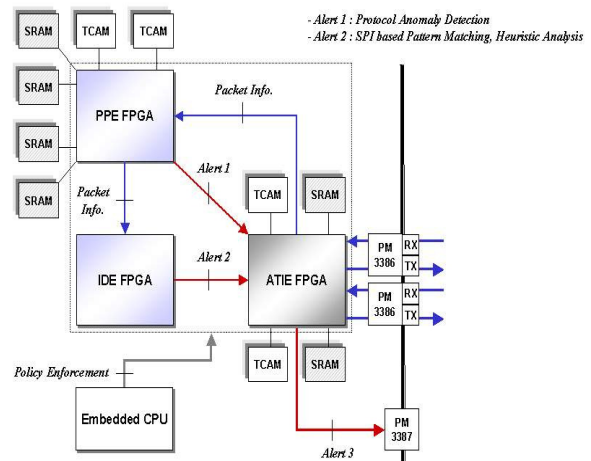 - Alert 1 : Protocol Anomaly Detection
- Alert 2 : SPI based Pattern Matching, Heuristic Analysis
SRAM
TCAM
TCAM
SRAM
PPE FPGA
Packet Info.
SRAM
Alert 1
SRAM
Packet
Info.
TCAM
SRAM
IDE FPGA
Alert 2
ATIE FPGA
PM
3386
RX
TX
PM
3386
RX
TX
TCAM
SRAM
Policy Enforcement
Embedded CPU
PM
3387
Alert 3